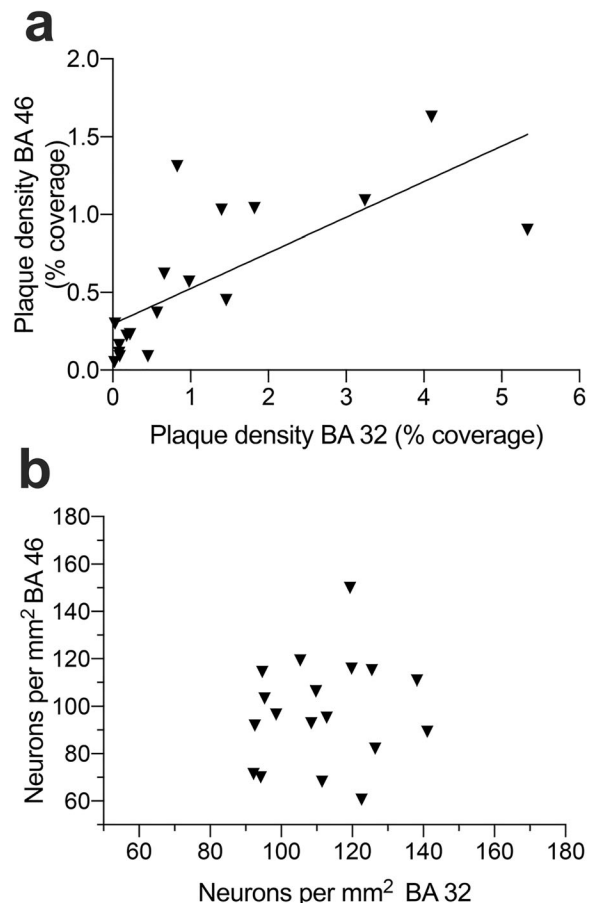 a
Plaque density BA 46
(% coverage)
2.0
1.5
1.0
0.5
0.0
0 1 2 3 4 5 6
Plaque density BA 32 (% coverage)
b
Neurons per mm² BA 46
180
160
140
120
100
80
60
60 80 100 120 140 160 180
Neurons per mm² BA 32